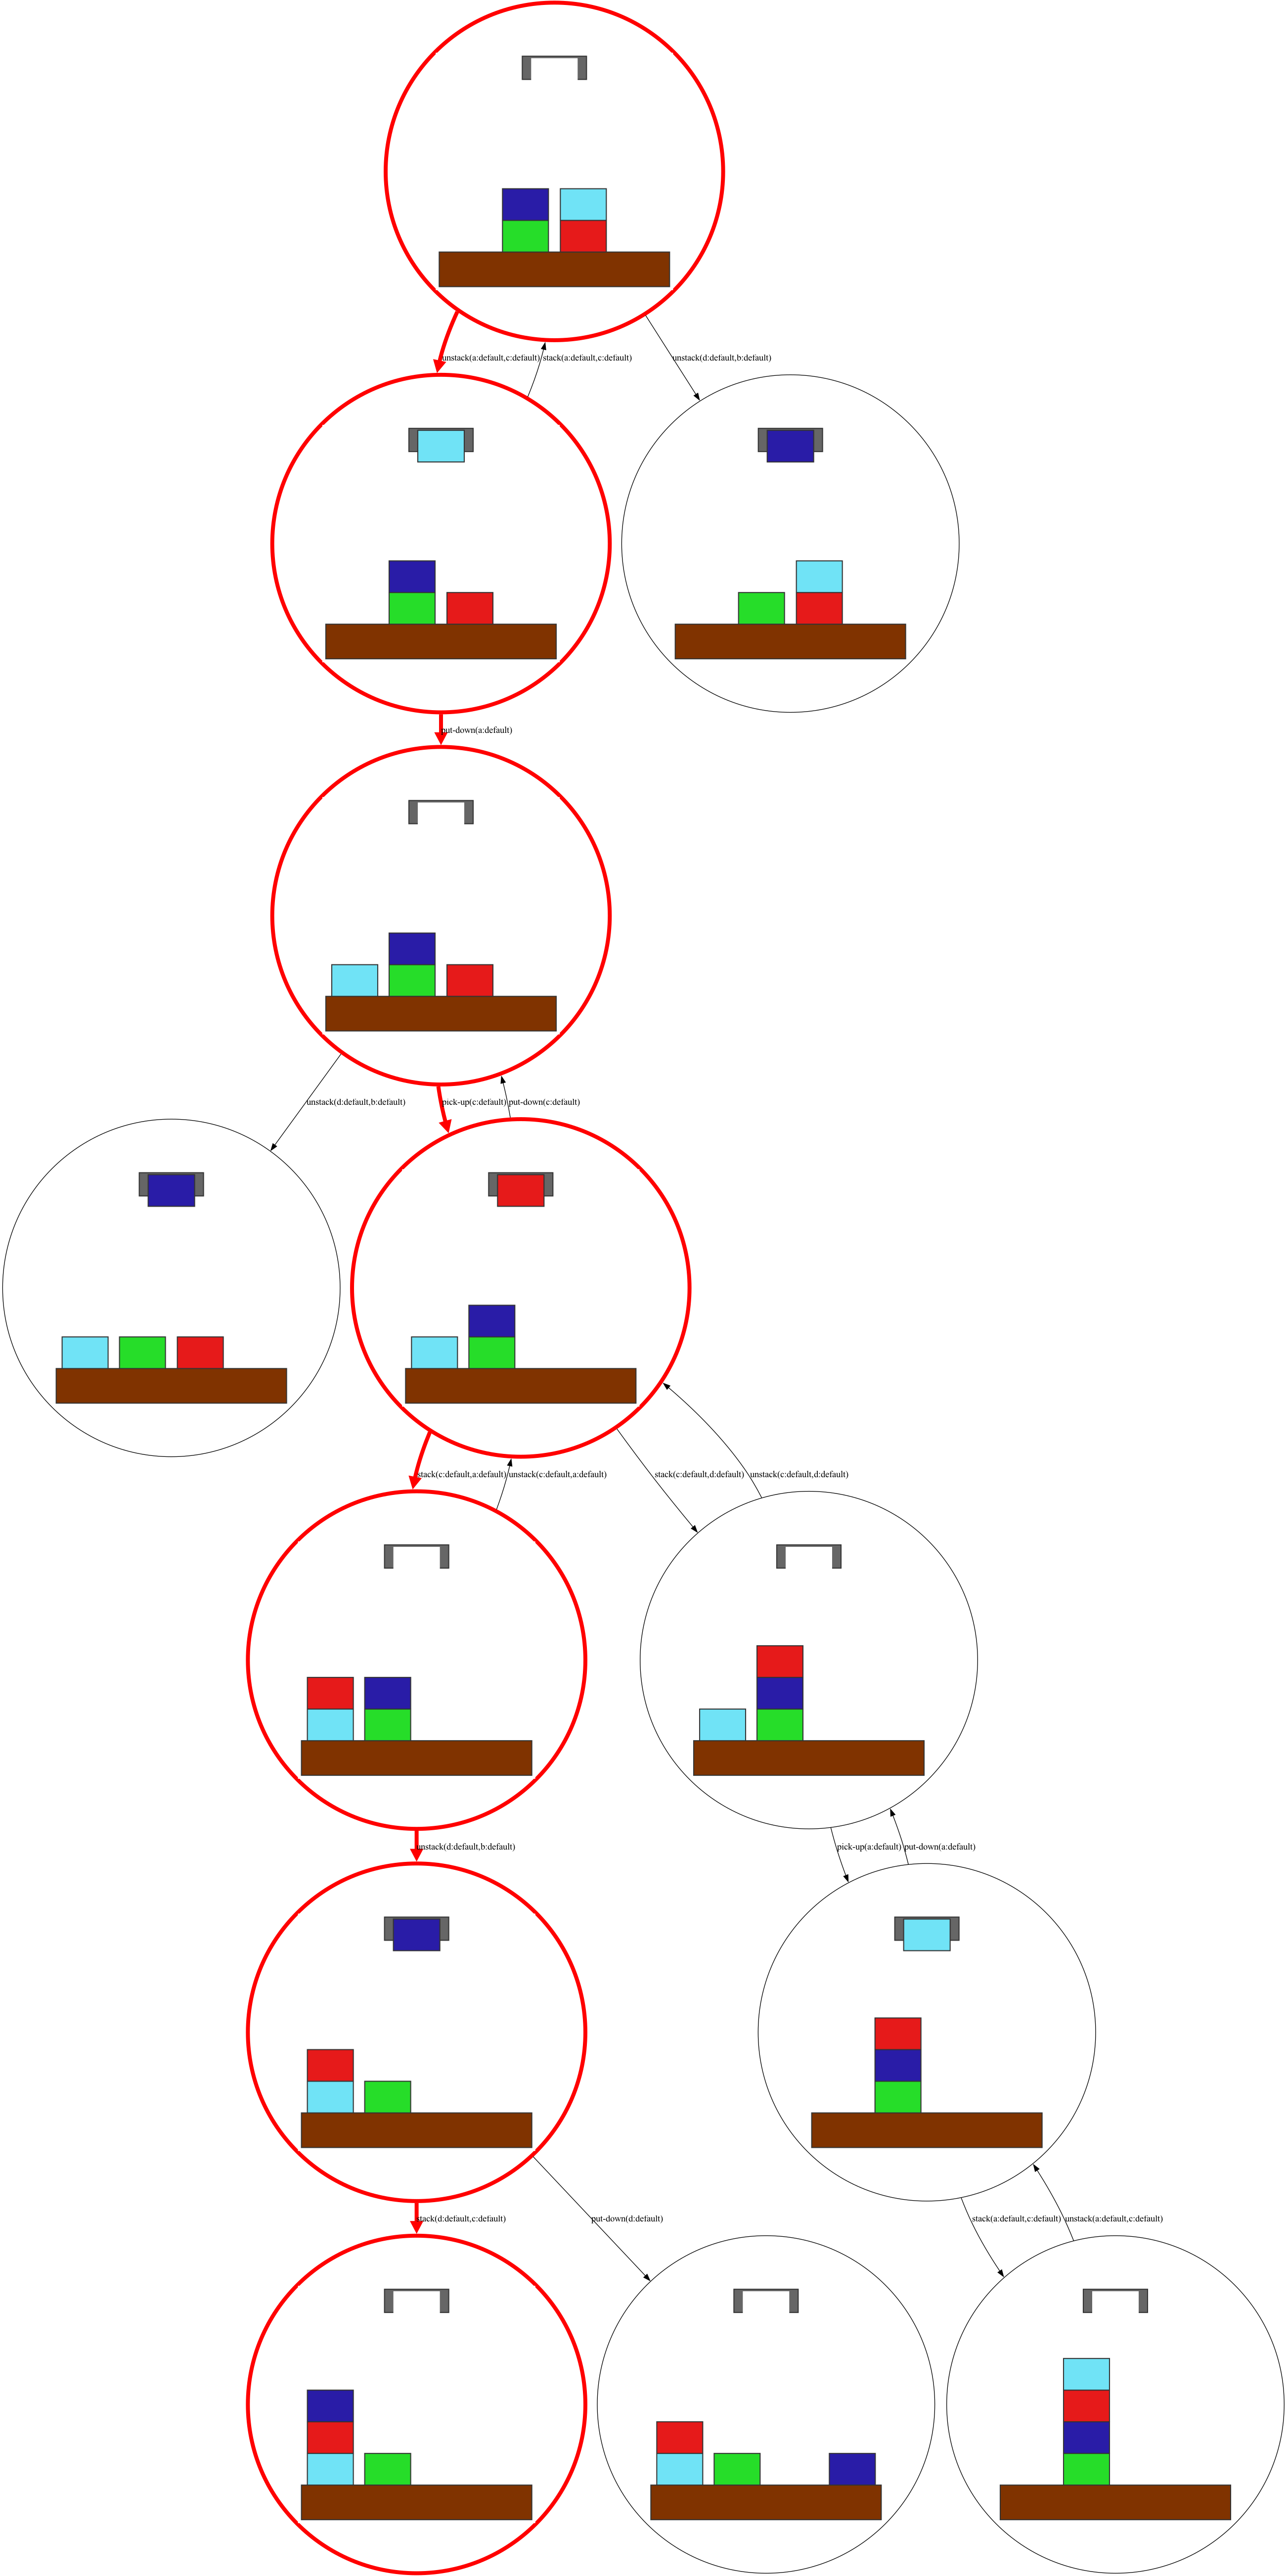 unstack(a:default,c:default)
stack(a:default,c:default)
unstack(d:default,b:default)
put-down(a:default)
unstack(d:default,b:default)
pick-up(c:default)
put-down(c:default)
stack(c:default,a:default)
unstack(c:default,a:default)
stack(c:default,d:default)
unstack(c:default,d:default)
unstack(d:default,b:default)
pick-up(a:default)
put-down(a:default)
stack(d:default,c:default)
put-down(d:default)
stack(a:default,c:default)
unstack(a:default,c:default)